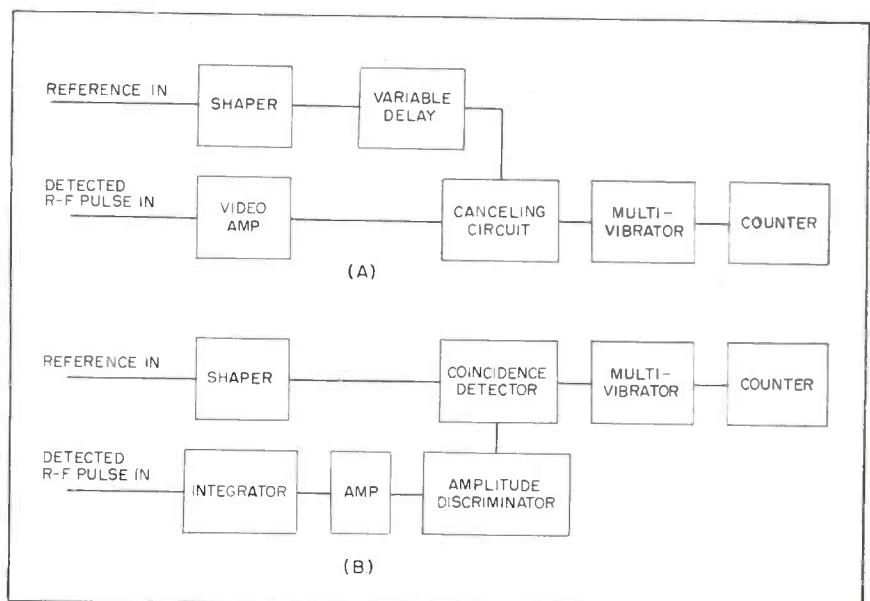 REFERENCE IN
SHAPER
VARIABLE
DELAY
DETECTED
R-F PULSE IN
VIDEO
AMP
CANCELING
CIRCUIT
MULTI-
VIBRATOR
COUNTER
(A)
REFERENCE IN
SHAPER
COINCIDENCE
DETECTOR
MULTI-
VIBRATOR
COUNTER
DETECTED
R-F PULSE IN
INTEGRATOR
AMP
AMPLITUDE
DISCRIMINATOR
(B)